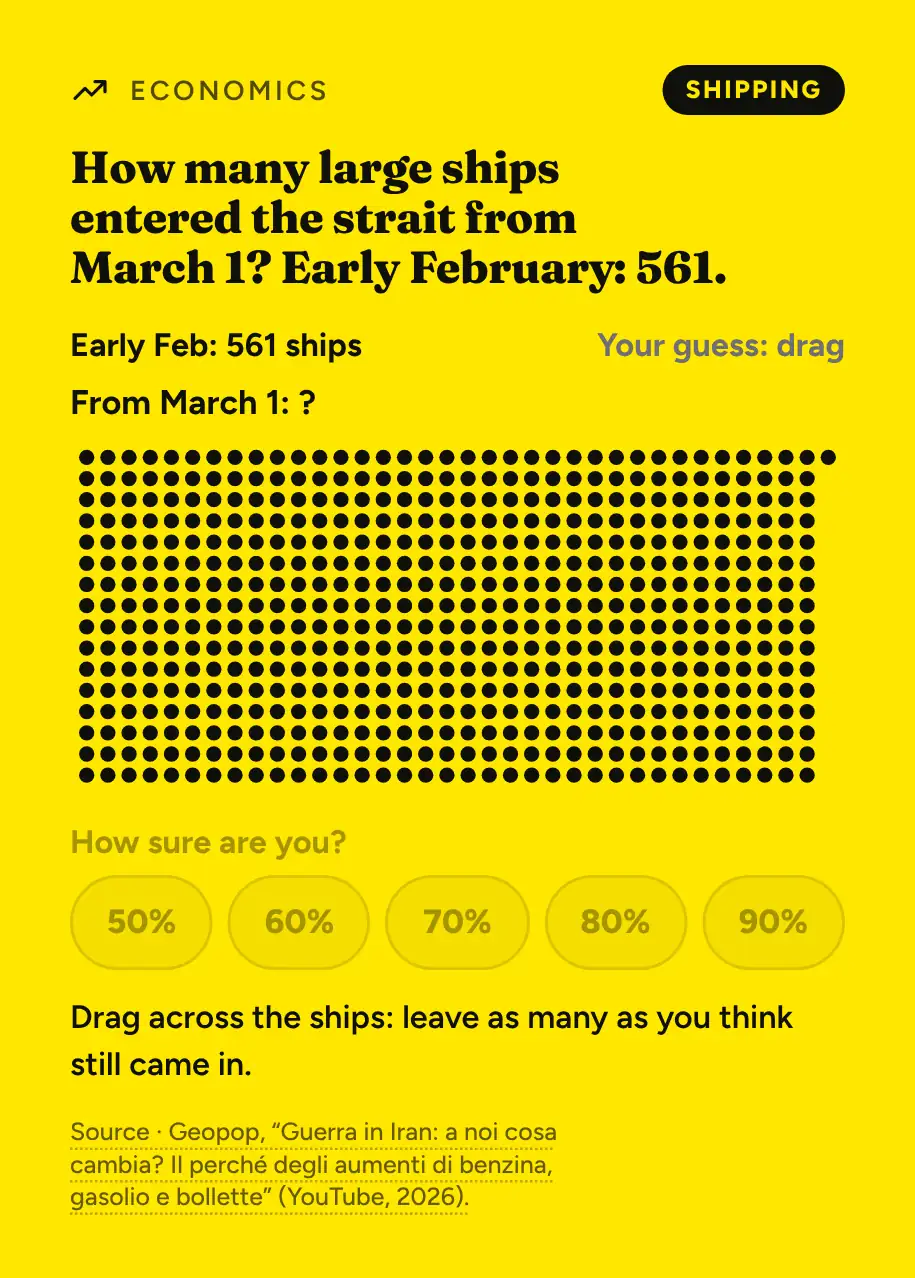 ECONOMICS
SHIPPING
How many large ships
entered the strait from
March 1? Early February: 561.
Early Feb: 561 ships
Your guess: drag
From March 1: ?
How sure are you?
50% 60% 70% 80% 90%
Drag across the ships: leave as many as you think
still came in.
Source · Geopop, “Guerra in Iran: a noi cosa
cambia? Il perché degli aumenti di benzina,
gasolio e bollette” (YouTube, 2026).